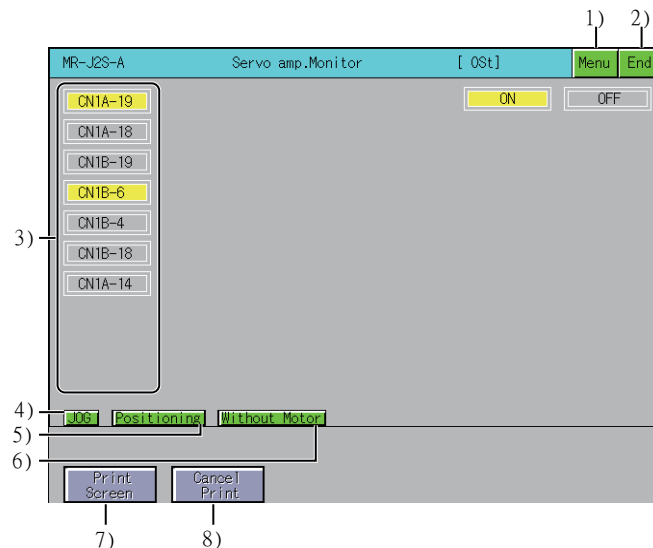 1) 2)
MR-J2S-A Servo amp.Monitor [ OSt] Menu End
ON OFF
CN1A-19
CN1A-18
CN1B-19
CN1B-6
CN1B-4
3)
CN1B-18
CN1A-14
4) JOG Positioning Without Motor
5)
6)
Print Screen
Cancel Print
7) 8)